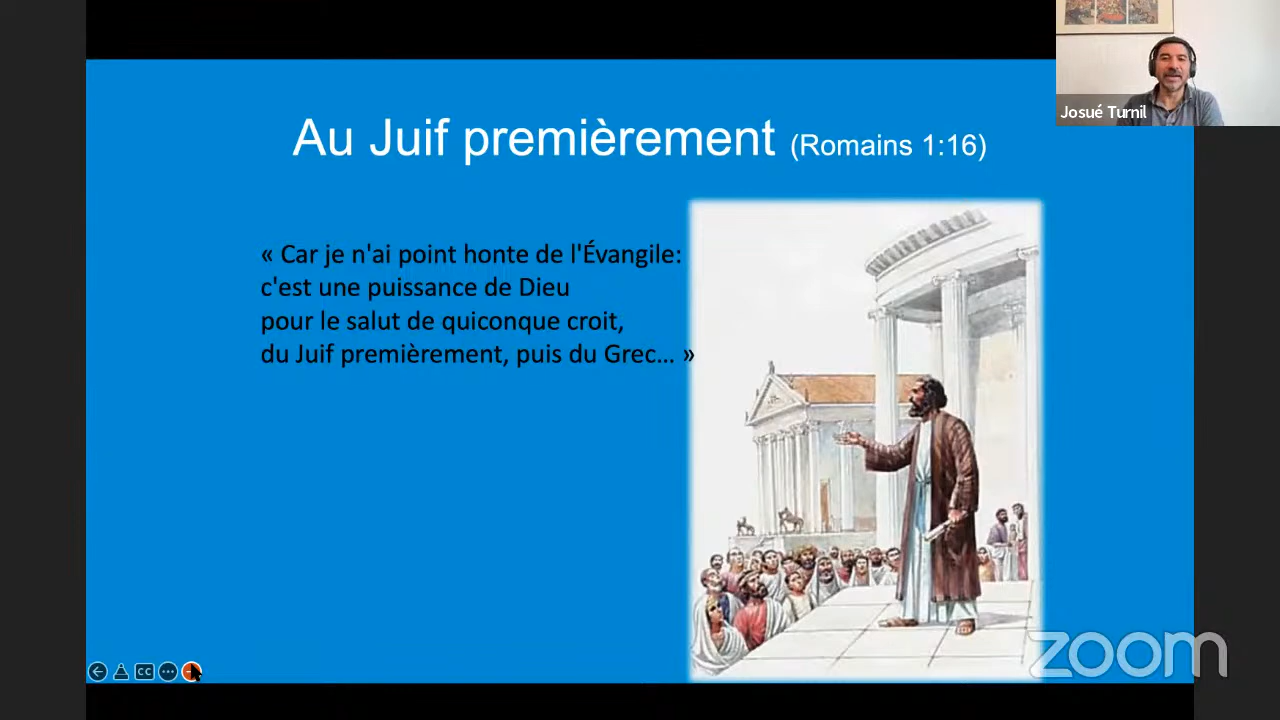 Josué Turnil
Au Juif premièrement (Romains 1:16)
« Car je n'ai point honte de l'Évangile:
c'est une puissance de Dieu
pour le salut de quiconque croit,
du Juif premièrement, puis du Grec... »
CC
zoom